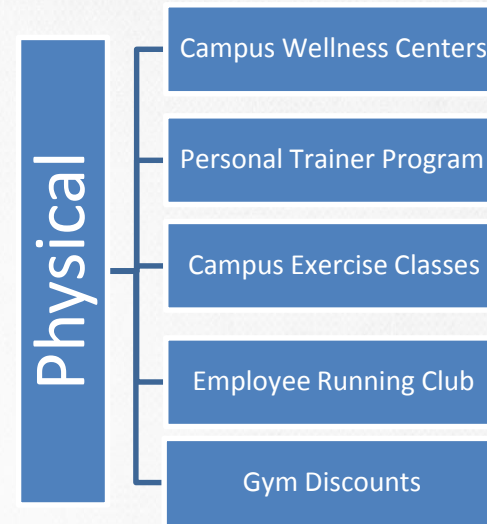 Physical
Campus Wellness Centers
Personal Trainer Program
Campus Exercise Classes
Employee Running Club
Gym Discounts